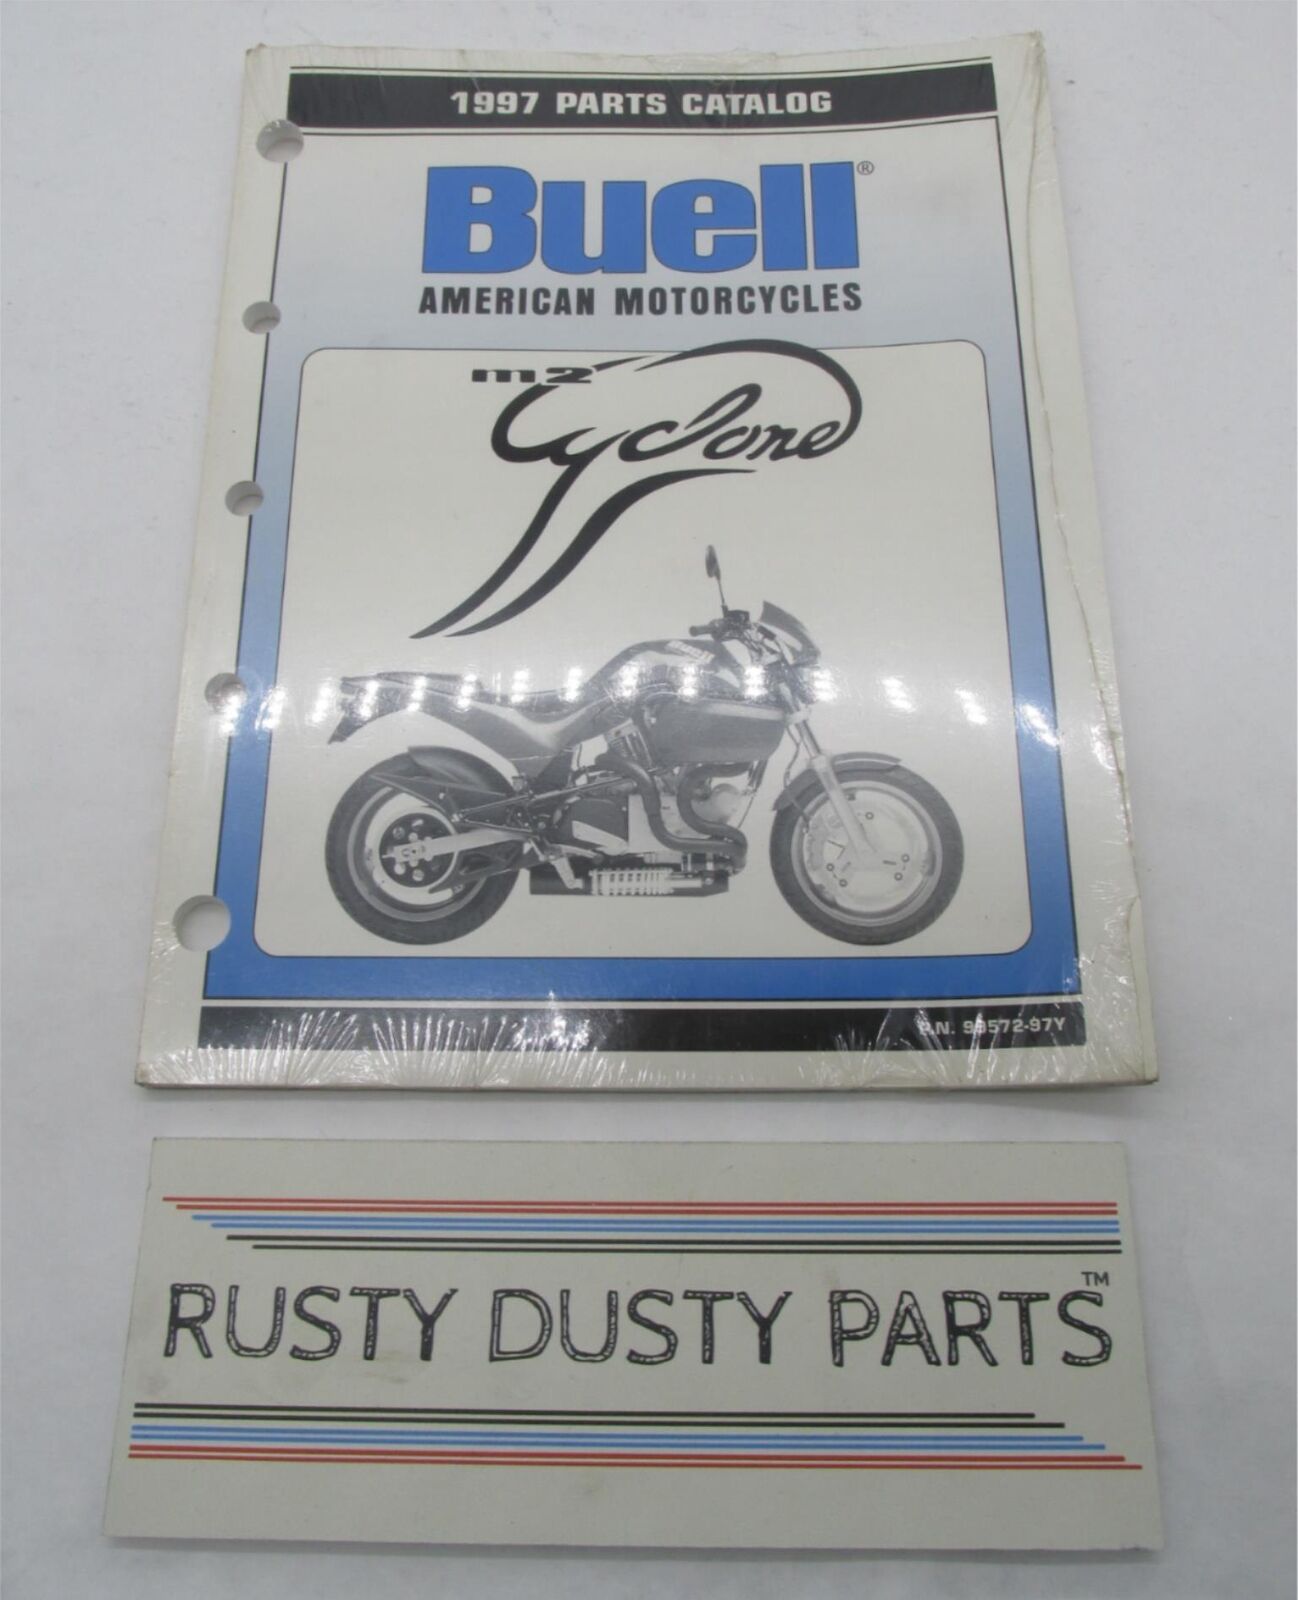 1997 PARTS CATALOG
Buell®
AMERICAN MOTORCYCLES
m2
Cyclone
P.N. 99572-97Y
RUSTY DUSTY PARTS™